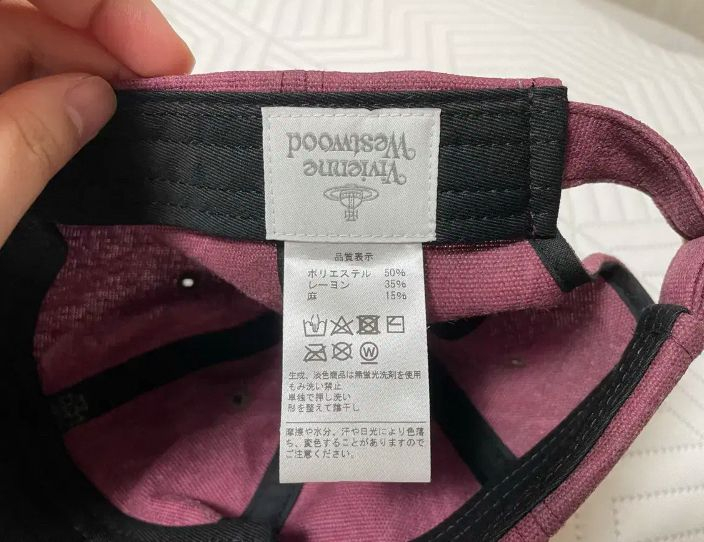 Vivienne
Westwood
品質表示
ポリエステル 50%
レーヨン 35%
麻 15%
W
生成、淡色商品は無蛍光洗剤を使用
もみ洗い禁止
単独で押し洗い
形を整えて陰干し
摩擦や水分、汗や日光により色落
ち、変色することがありますので
ご注意ください。